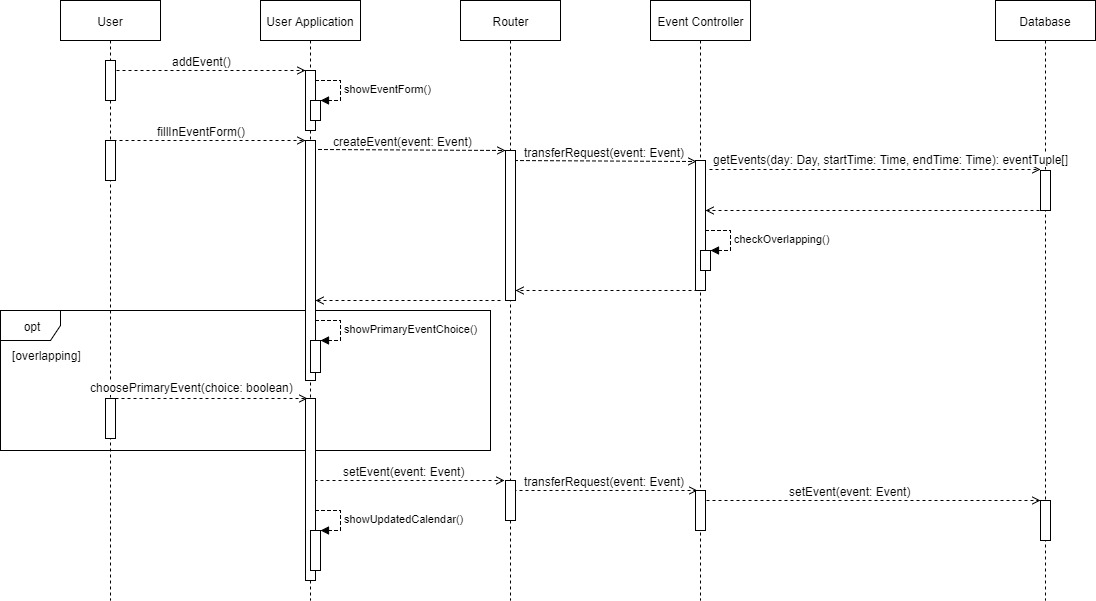 User
User Application
Router
Event Controller
Database
addEvent()
showEventForm()
fillInEventForm()
createEvent(event: Event)
transferRequest(event: Event)
getEvents(day: Day, startTime: Time, endTime: Time): eventTuple[]
checkOverlapping()
opt
showPrimaryEventChoice()
[overlapping]
choosePrimaryEvent(choice: boolean)
setEvent(event: Event)
transferRequest(event: Event)
setEvent(event: Event)
showUpdatedCalendar()